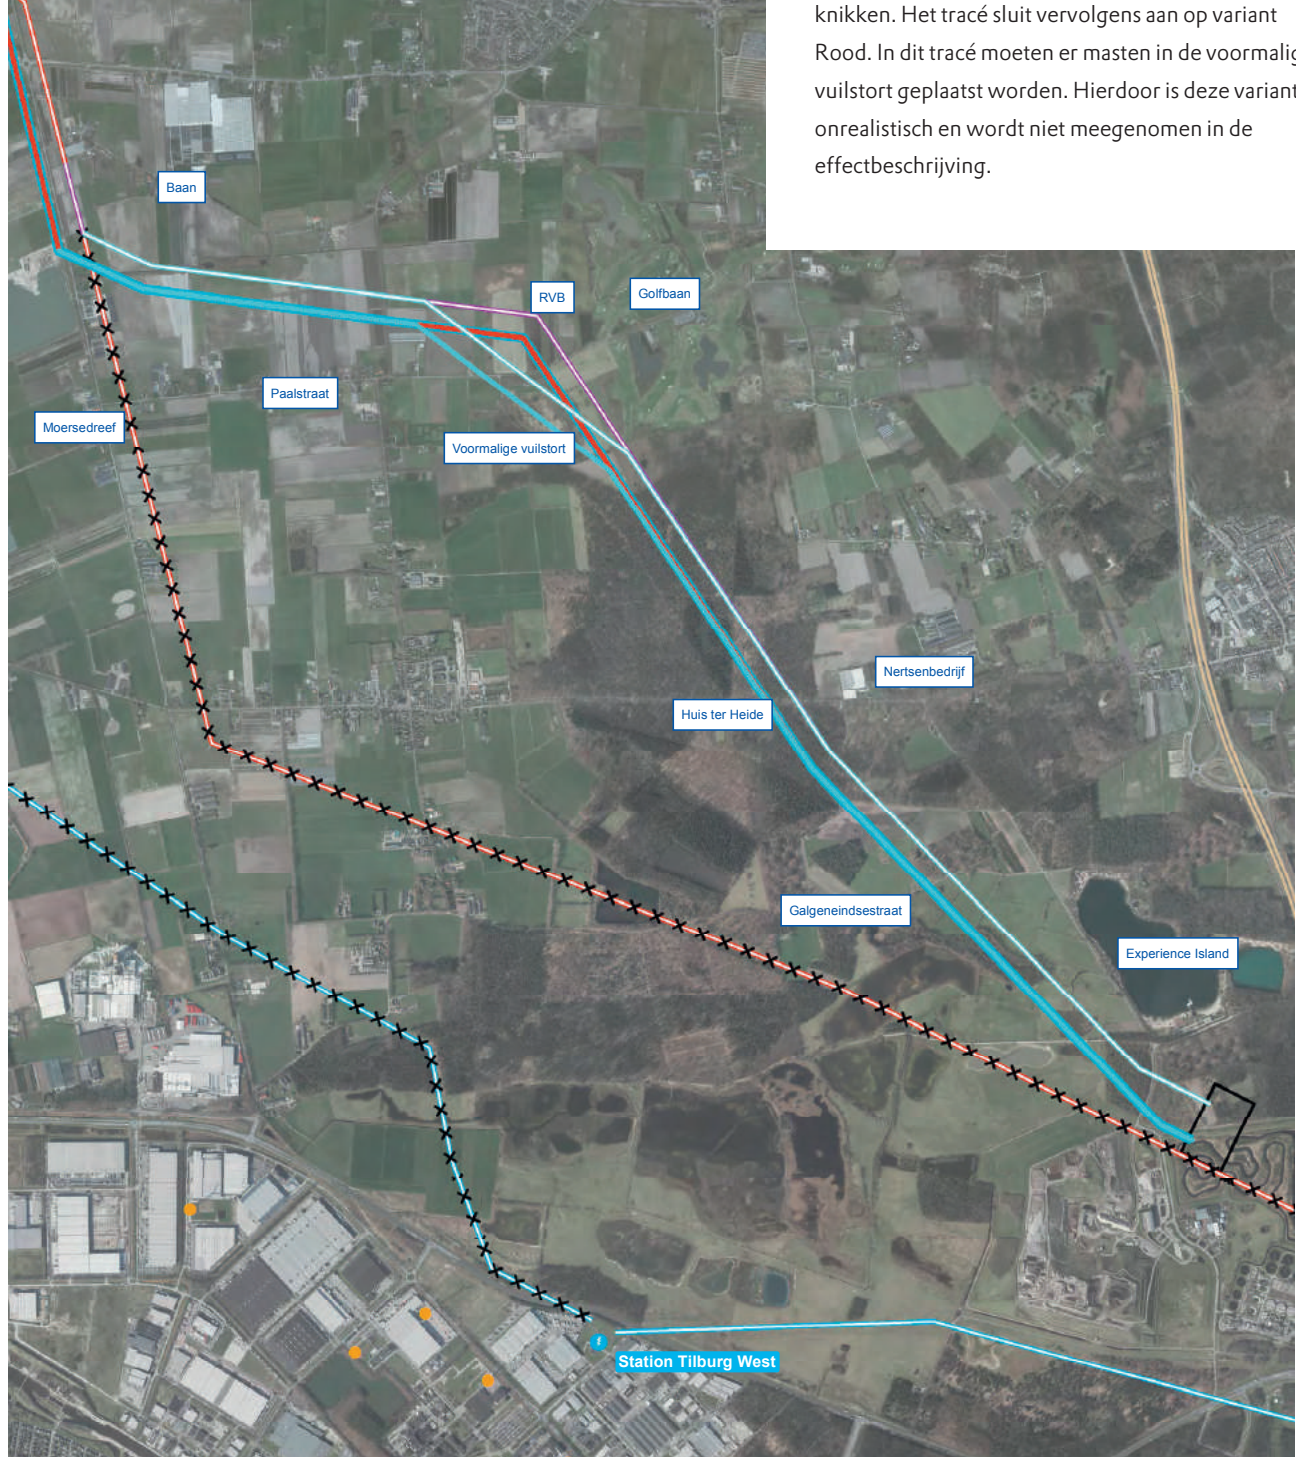 knikken. Het tracé sluit vervolgens aan op variant
Rood. In dit tracé moeten er masten in de voormalig
vuilstort geplaatst worden. Hierdoor is deze variant
onrealistisch en wordt niet meegenomen in de
effectbeschrijving.
Baan
RVB
Golfbaan
Paalstraat
Moersedreef
Voormalige vuilstort
Nertsenbedrijf
Huis ter Heide
Galgeneindsestraat
Experience Island
f
Station Tilburg West